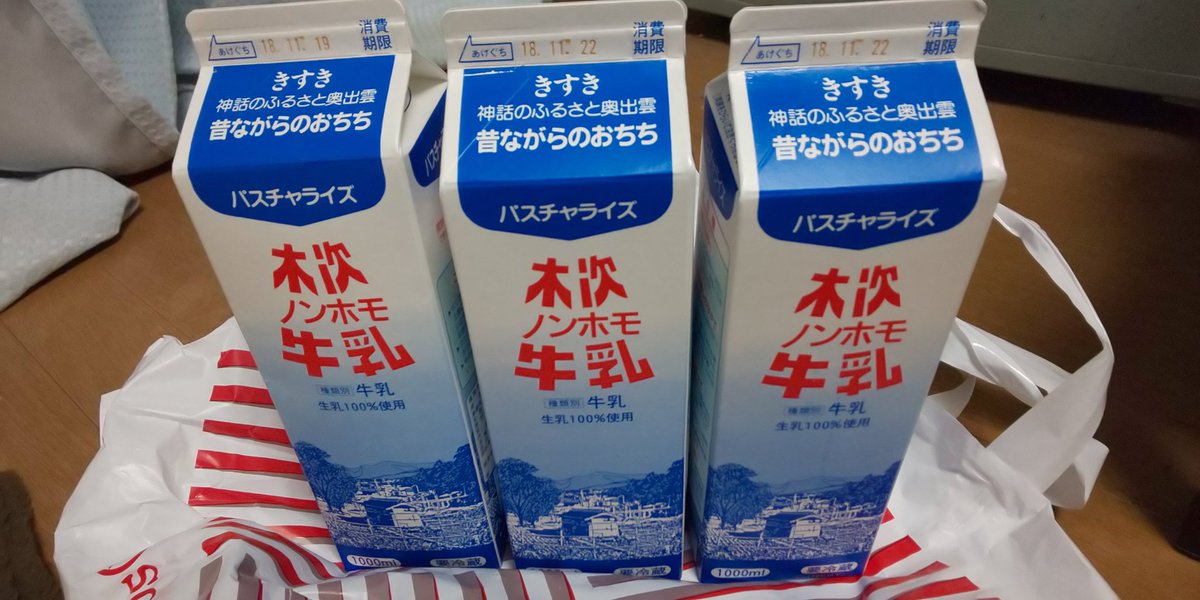 あけぐち 18.11.19 消費
期限
きすき
神話のふるさと奥出雲
昔ながらのおちち
パスチャライズ
木次
ノンホモ
牛乳
種類別 牛乳
生乳100%使用
1000ml 要冷蔵
あけぐち 18.11.22 消費
期限
きすき
神話のふるさと奥出雲
昔ながらのおちち
パスチャライズ
木次
ノンホモ
牛乳
種類別 牛乳
生乳100%使用
要冷蔵
あけぐち 18.11.22 消費
期限
きすき
神話のふるさと奥出雲
昔ながらのおちち
パスチャライズ
木次
ノンホモ
牛乳
種類別 牛乳
生乳100%使用
1000ml 要冷蔵